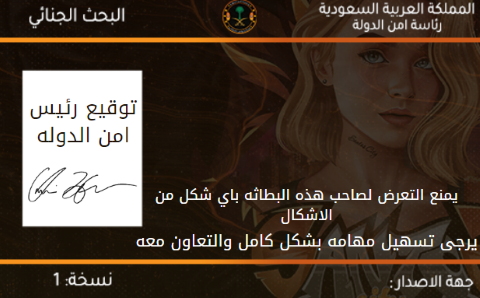 المملكة العربية السعودية
رئاسة امن الدولة
البحث الجنائي
توقيع رئيس
امن الدوله
يمنع التعرض لصاحب هذه البطاثه باي شكل من
الاشكال
يرجى تسهيل مهامه بشكل كامل والتعاون معه
جهة الاصدار:
نسخة: 1